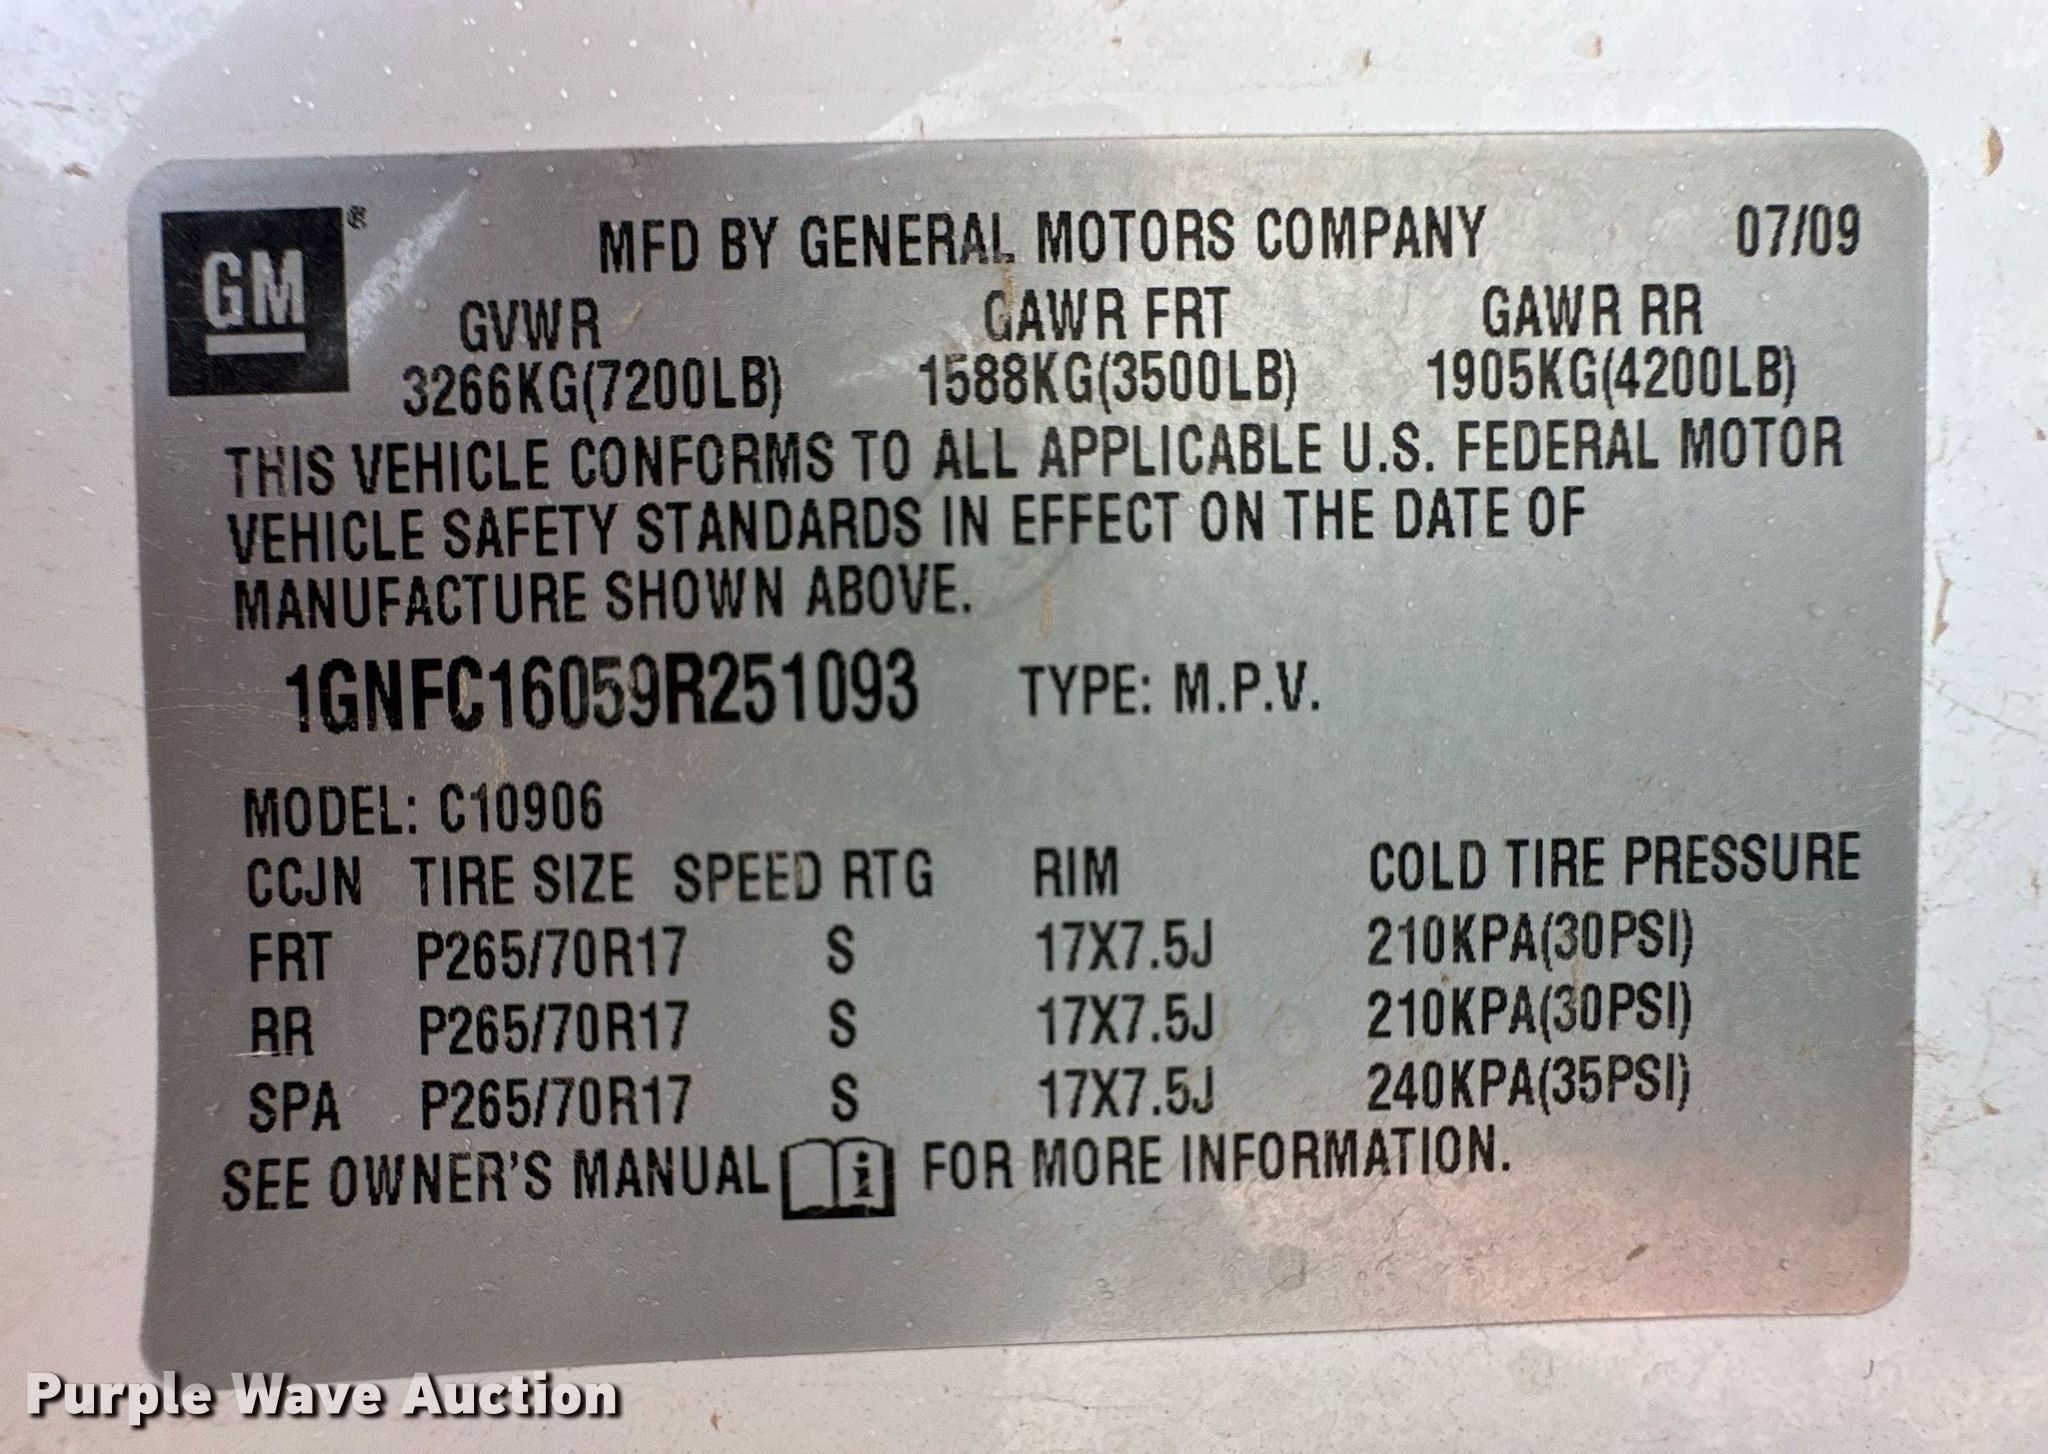 GM®
MFD BY GENERAL MOTORS COMPANY 07/09
GVWR GAWR FRT GAWR RR
3266KG(7200LB) 1588KG(3500LB) 1905KG(4200LB)
THIS VEHICLE CONFORMS TO ALL APPLICABLE U.S. FEDERAL MOTOR
VEHICLE SAFETY STANDARDS IN EFFECT ON THE DATE OF
MANUFACTURE SHOWN ABOVE.
1GNFC16059R251093 TYPE: M.P.V.
MODEL: C10906
CCJN TIRE SIZE SPEED RTG RIM COLD TIRE PRESSURE
FRT P265/70R17 S 17X7.5J 210KPA(30PSI)
RR P265/70R17 S 17X7.5J 210KPA(30PSI)
SPA P265/70R17 S 17X7.5J 240KPA(35PSI)
SEE OWNER'S MANUAL i FOR MORE INFORMATION.
Purple Wave Auction